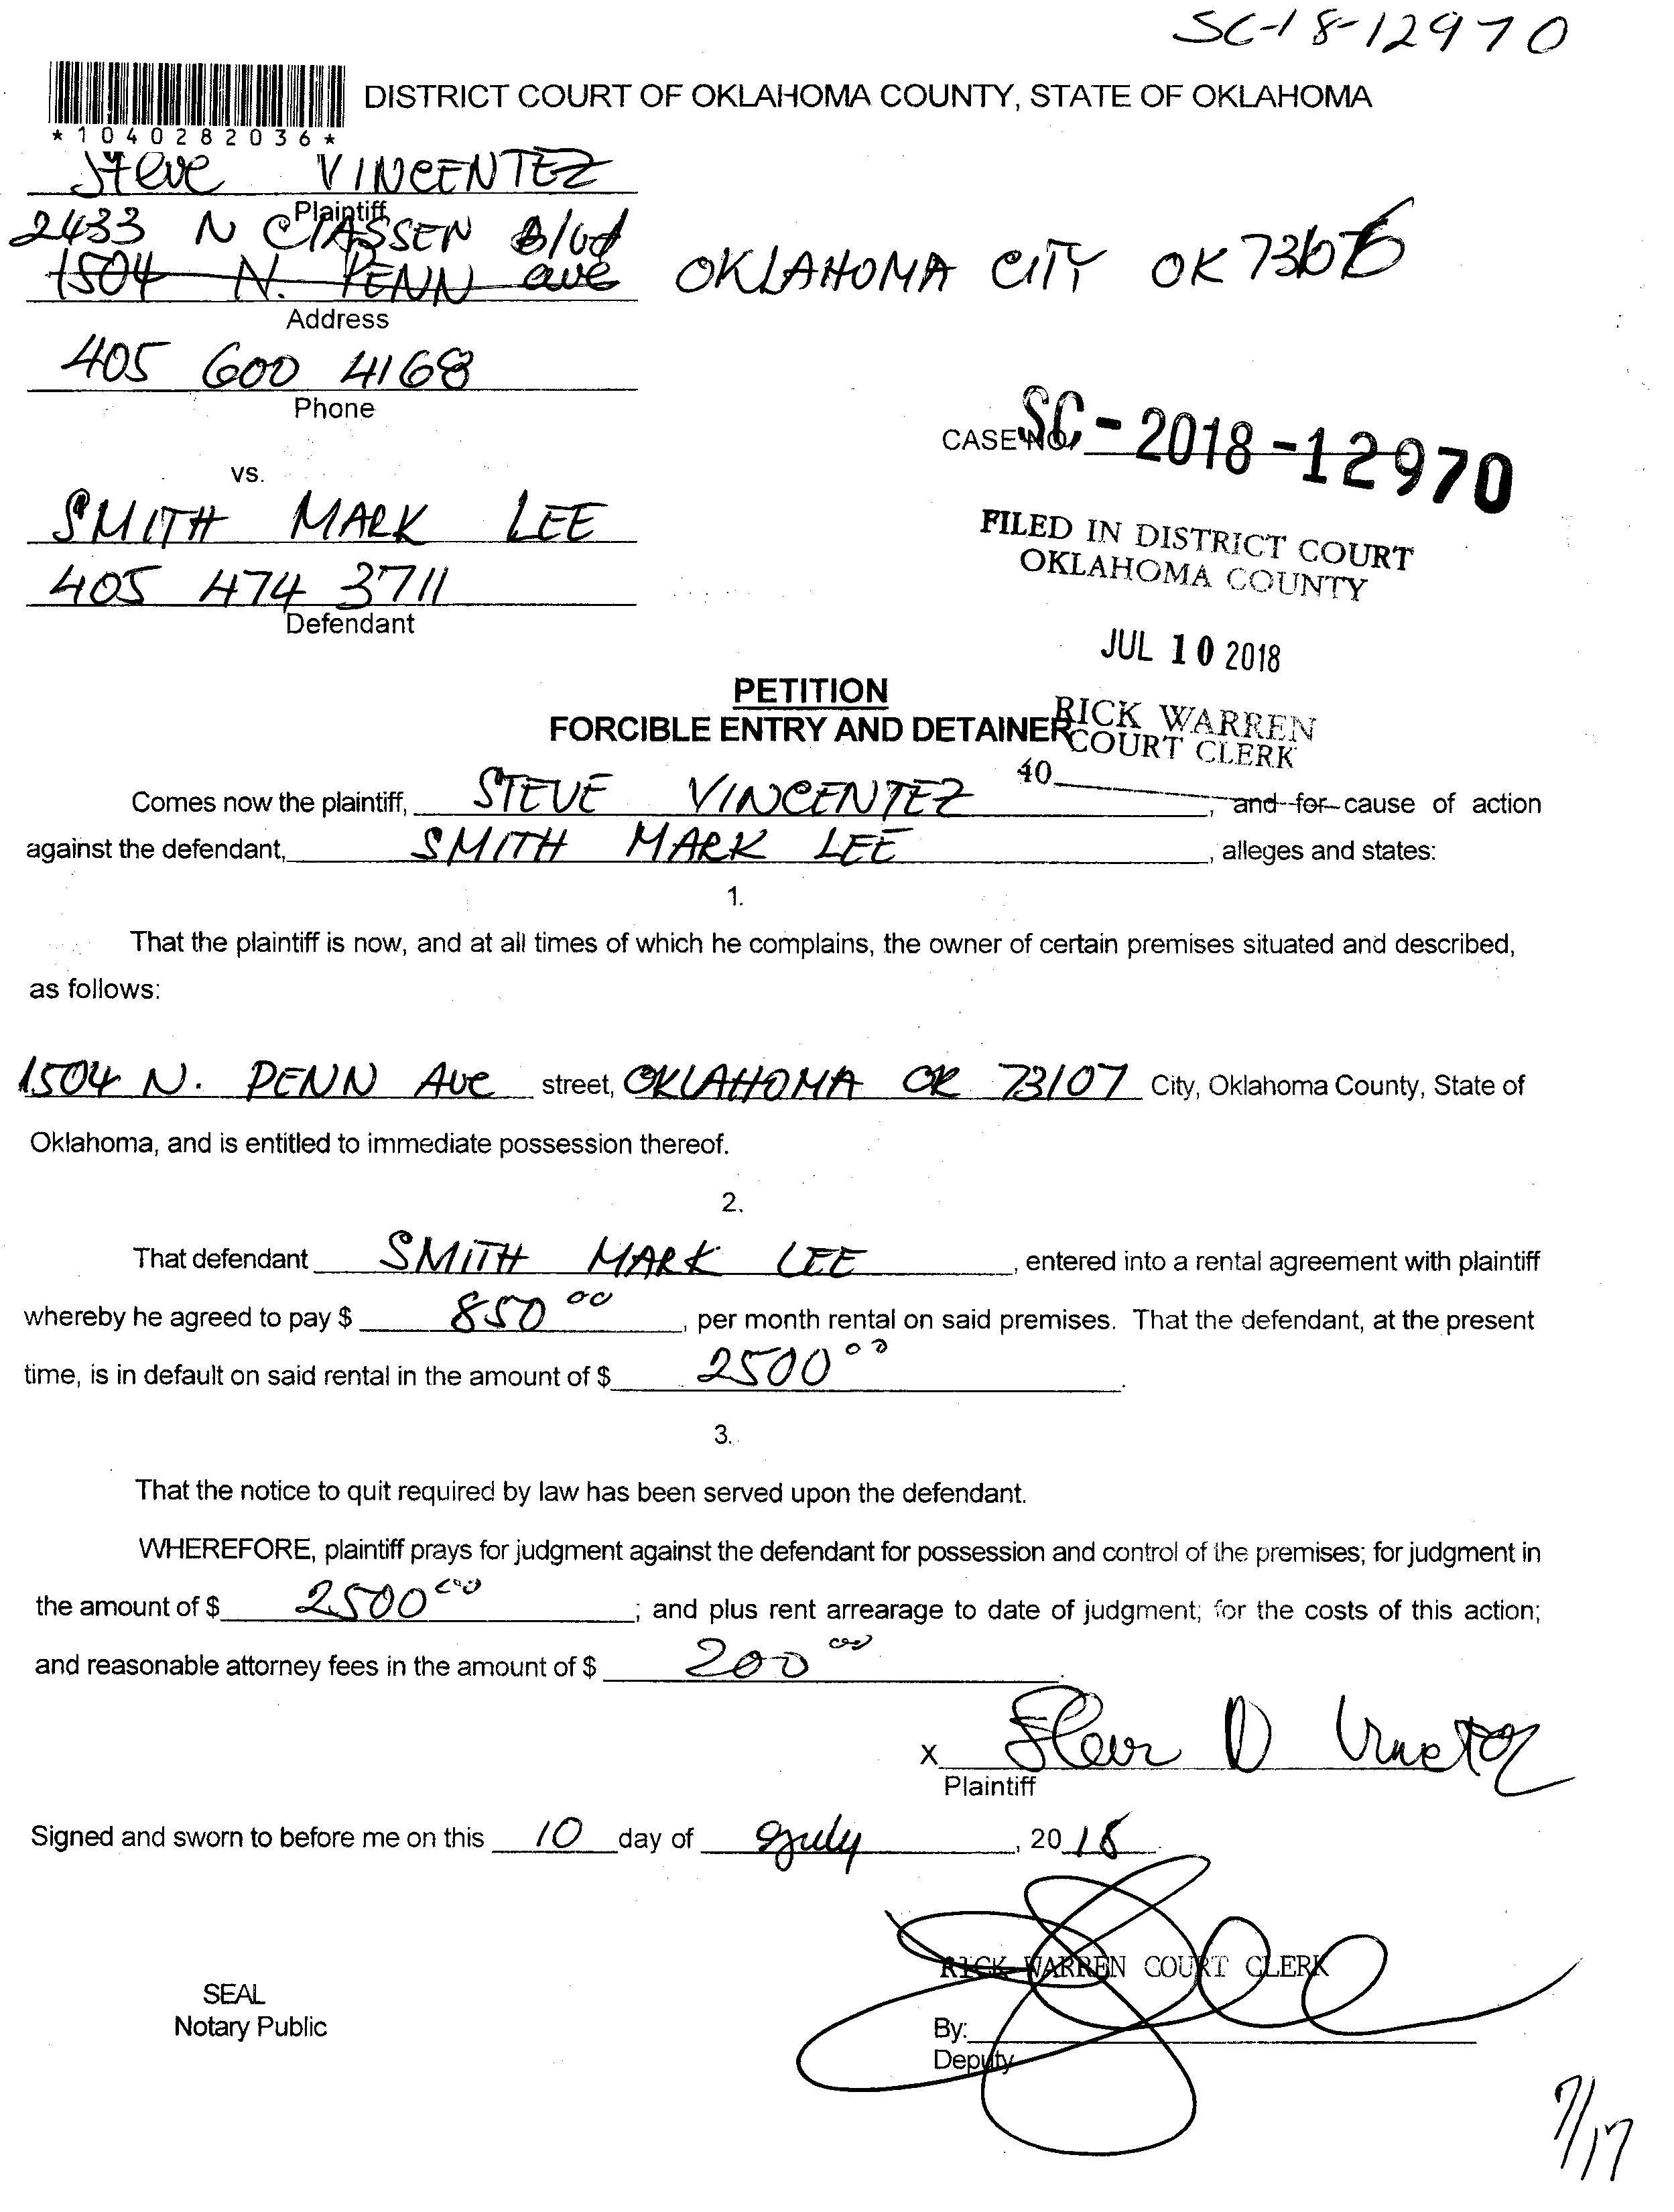 SC-18-12970
DISTRICT COURT OF OKLAHOMA COUNTY, STATE OF OKLAHOMA
*1040282036*
Steve VINCENTEZ
Plaintiff
2433 N ClASSEN Blvd
1504 N. PENN ave OKLAHOMA CITY OK
Address
405 600 4168
Phone
CASE NO. SC-2018-12970
vs.
SMITH MARK LEE
405 474 3711
Defendant
FILED IN DISTRICT COURT
OKLAHOMA COUNTY
JUL 10 2018
RICK WARREN
COURT CLERK
40
PETITION
FORCIBLE ENTRY AND DETAINER
Comes now the plaintiff, STEVE VINCENTEZ, and for cause of action
against the defendant, SMITH MARK LEE, alleges and states:
1.
That the plaintiff is now, and at all times of which he complains, the owner of certain premises situated and described,
as follows:
1504 N. PENN Ave street, OKLAHOMA OK 73107 City, Oklahoma County, State of
Oklahoma, and is entitled to immediate possession thereof.
2.
That defendant SMITH MARK LEE, entered into a rental agreement with plaintiff
whereby he agreed to pay $ 850 00, per month rental on said premises. That the defendant, at the present
time, is in default on said rental in the amount of $ 2500 00.
3.
That the notice to quit required by law has been served upon the defendant.
WHEREFORE, plaintiff prays for judgment against the defendant for possession and control of the premises; for judgment in
the amount of $ 2500 00; and plus rent arrearage to date of judgment; for the costs of this action;
and reasonable attorney fees in the amount of $ 200 00.
X
Plaintiff
Signed and sworn to before me on this 10 day of July, 2018.
RICK WARREN COURT CLERK
SEAL
Notary Public
By:
Deputy
7/17